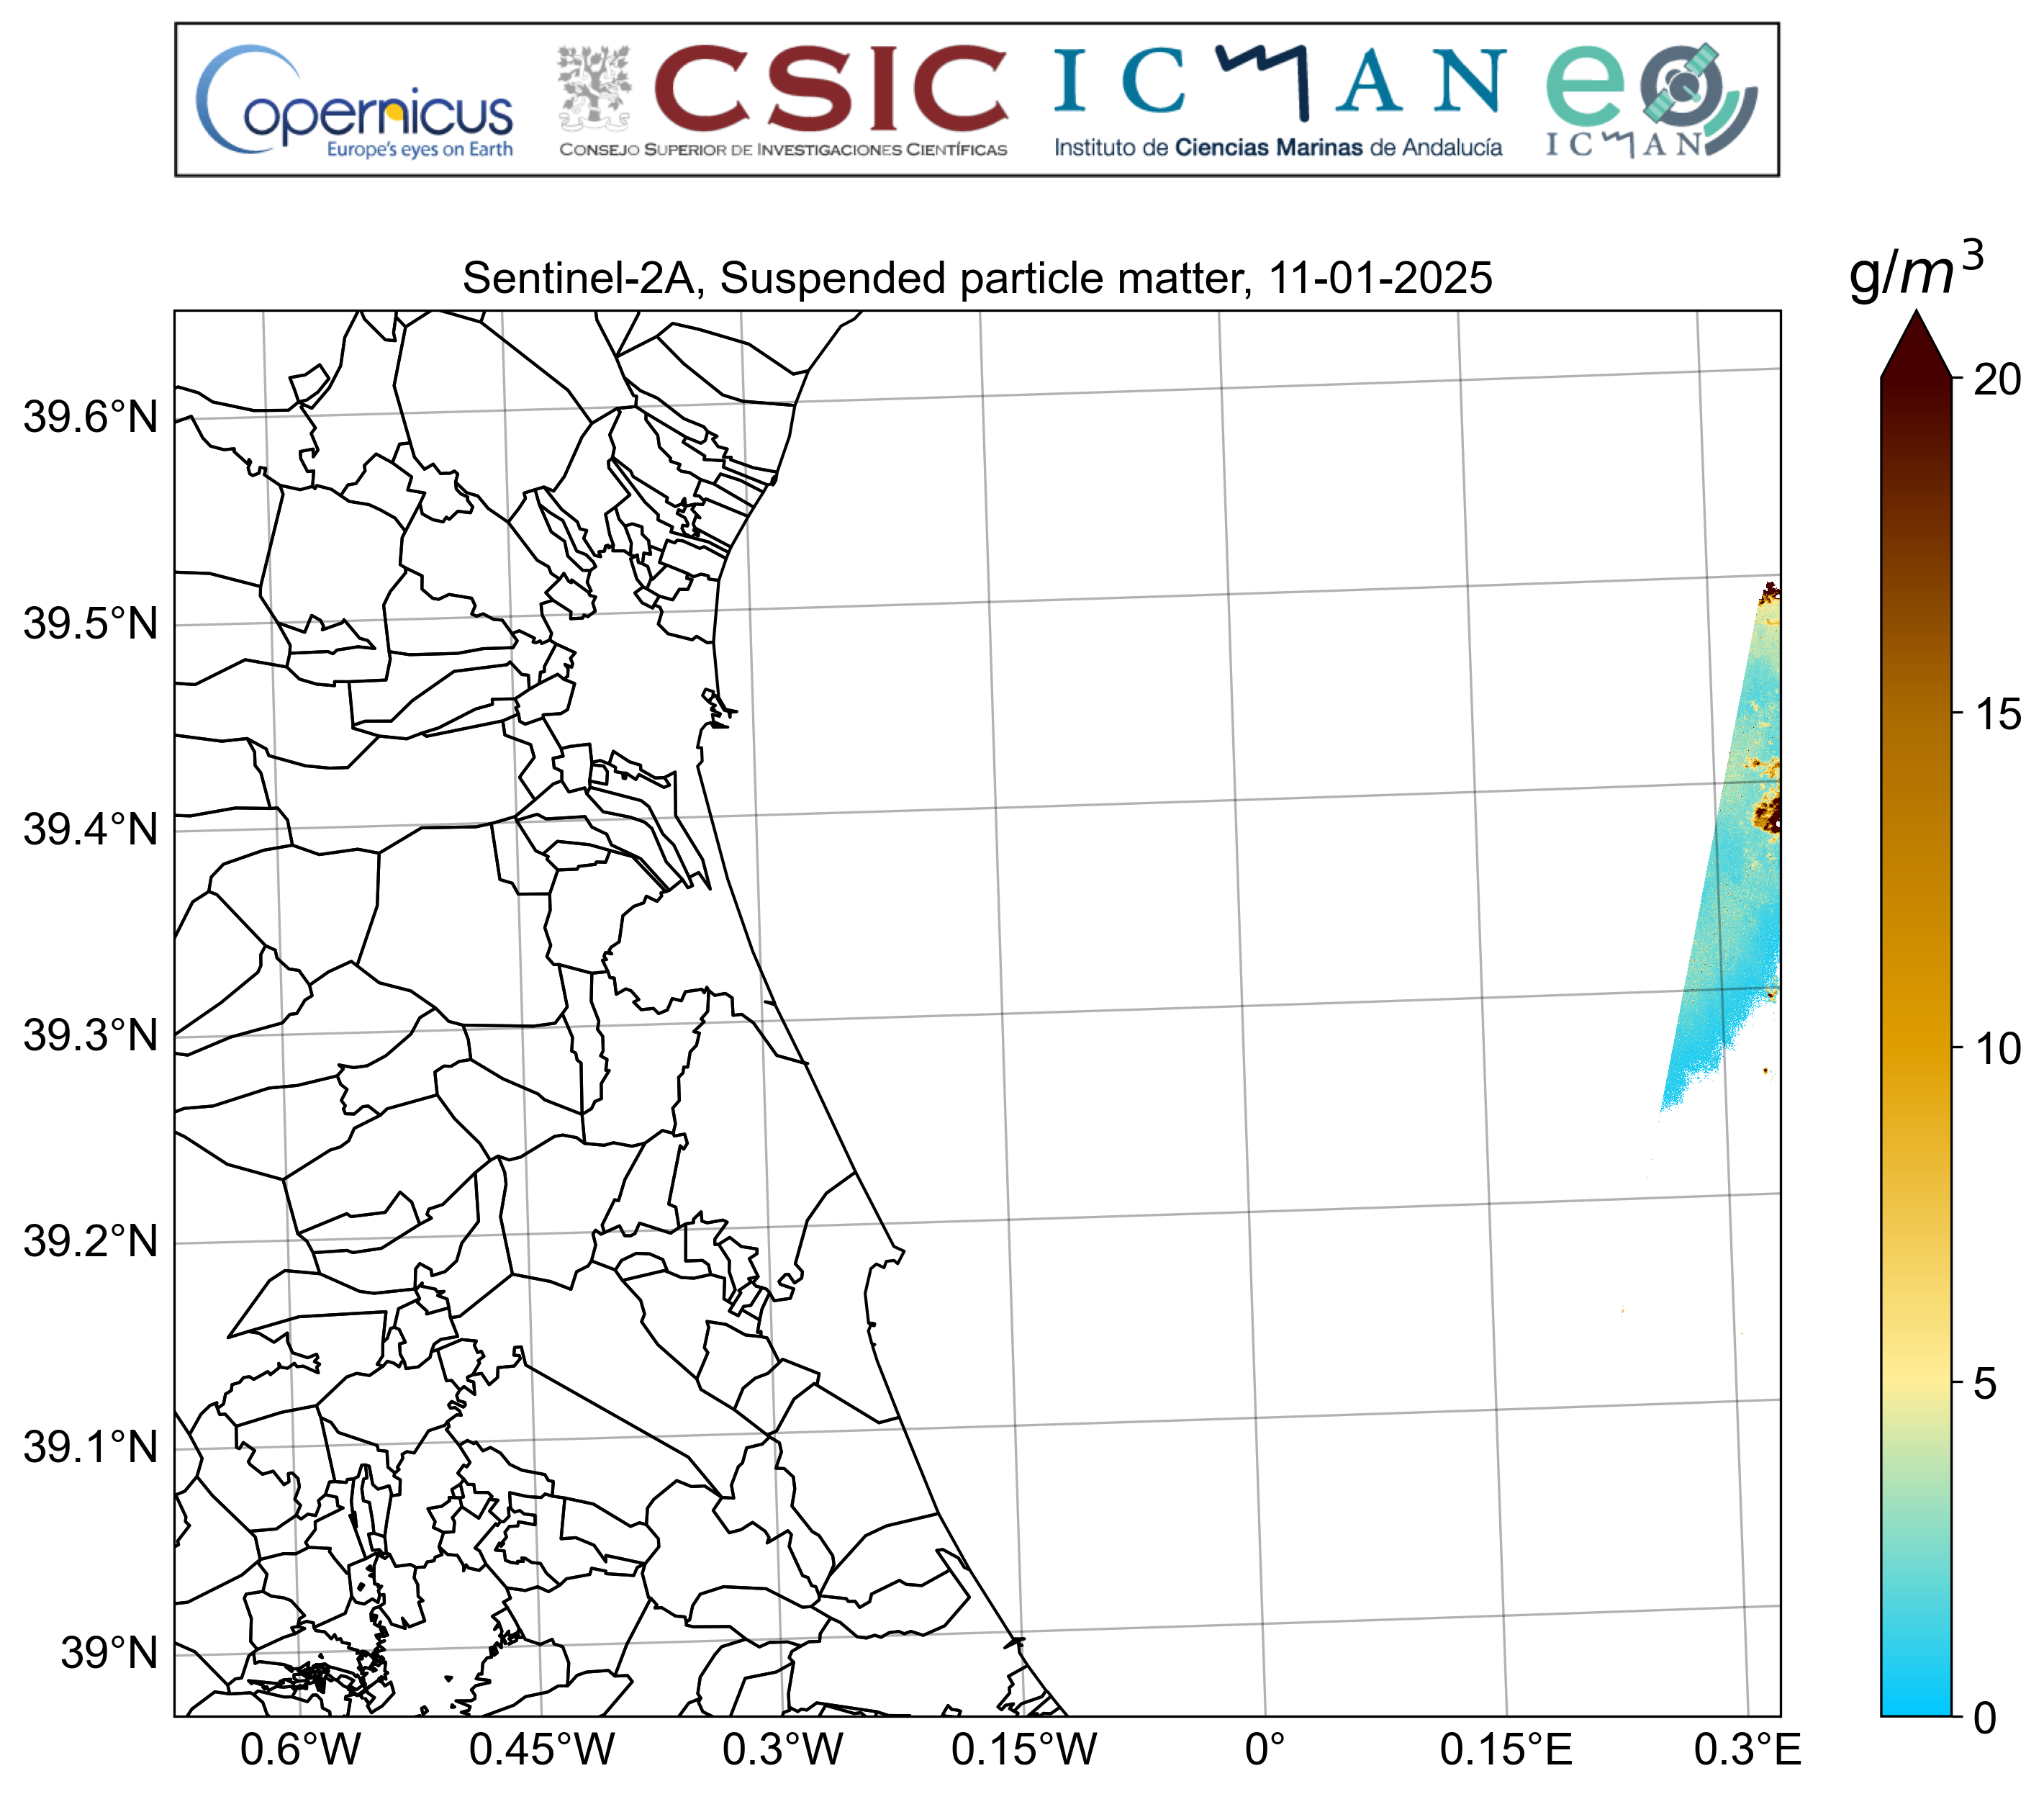 Copernicus
Europe's eyes on Earth
CSIC
CONSEJO SUPERIOR DE INVESTIGACIONES CIENTÍFICAS
ICMAN
Instituto de Ciencias Marinas de Andalucía
eo
ICMAN
Sentinel-2A, Suspended particle matter, 11-01-2025
g/m³
39.6°N
39.5°N
39.4°N
39.3°N
39.2°N
39.1°N
39°N
0.6°W 0.45°W 0.3°W 0.15°W 0° 0.15°E 0.3°E
20
15
10
5
0